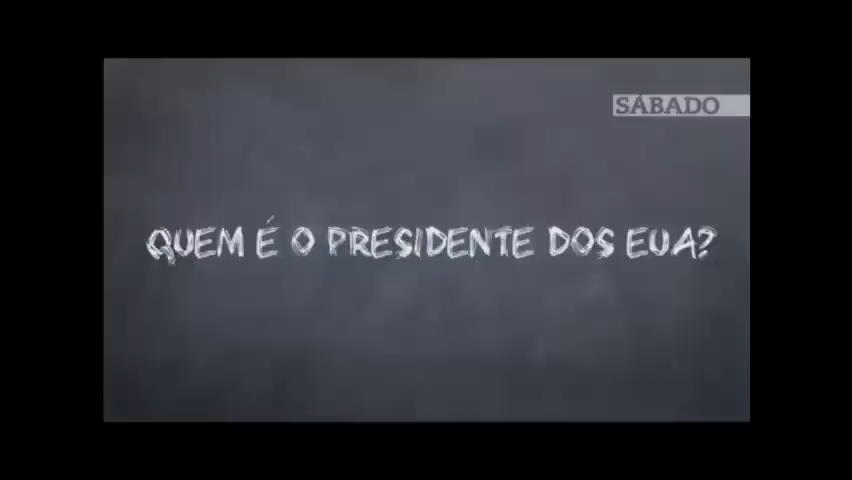 SÁBADO
QUEM É O PRESIDENTE DOS EUA?